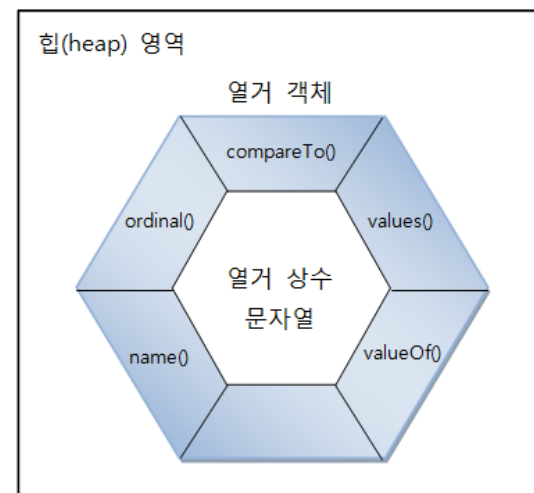 힙(heap) 영역
열거 객체
compareTo()
ordinal()
values()
열거 상수
문자열
name()
valueOf()